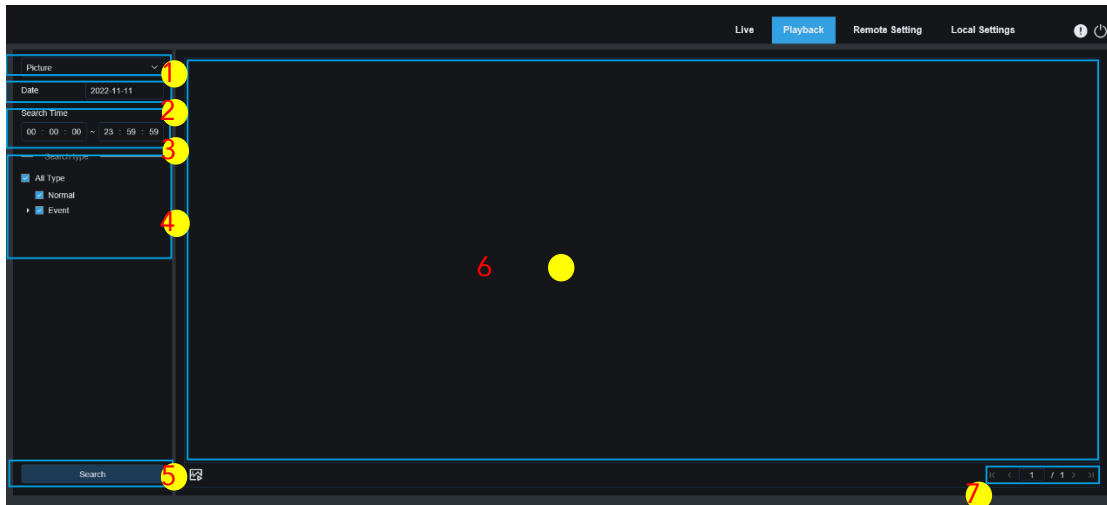 Live Playback Remote Setting Local Settings
Picture
1
Date 2022-11-11
2
Search Time
00 : 00 : 00 ~ 23 : 59 : 59
3
Search type
All Type
Normal
Event
4
6
Search
5
1 / 1
7